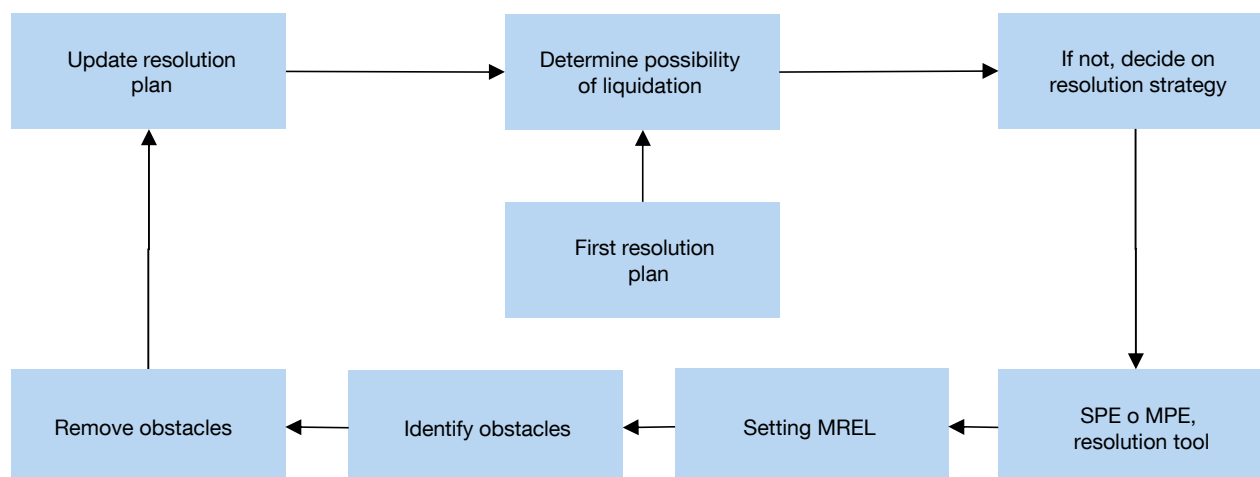 Update resolution
plan
Determine possibility
of liquidation
If not, decide on
resolution strategy
First resolution
plan
Remove obstacles
Identify obstacles
Setting MREL
SPE o MPE,
resolution tool